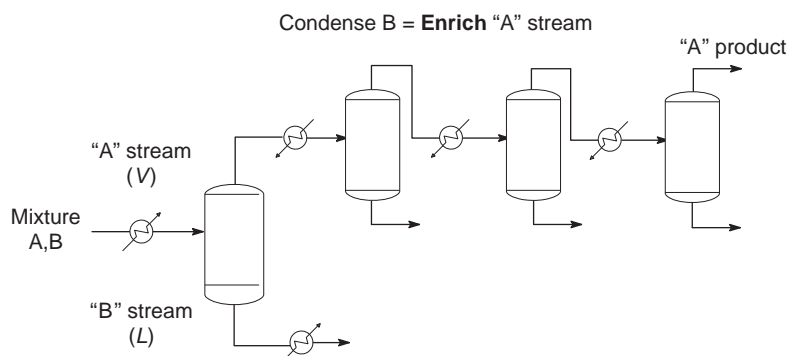 Condense B = Enrich “A” stream
“A” product
“A” stream
(V)
Mixture
A,B
“B” stream
(L)